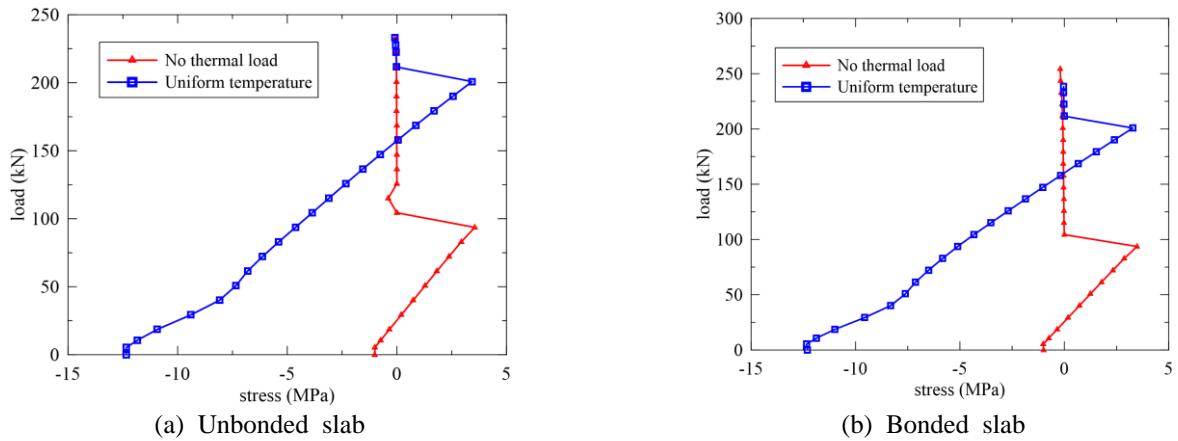 250
200
150
100
50
0
load (kN)
No thermal load
Uniform temperature
-15
-10
-5
0
5
stress (MPa)
(a) Unbonded slab
300
250
200
150
100
50
0
load (kN)
No thermal load
Uniform temperature
-15
-10
-5
0
5
stress (MPa)
(b) Bonded slab